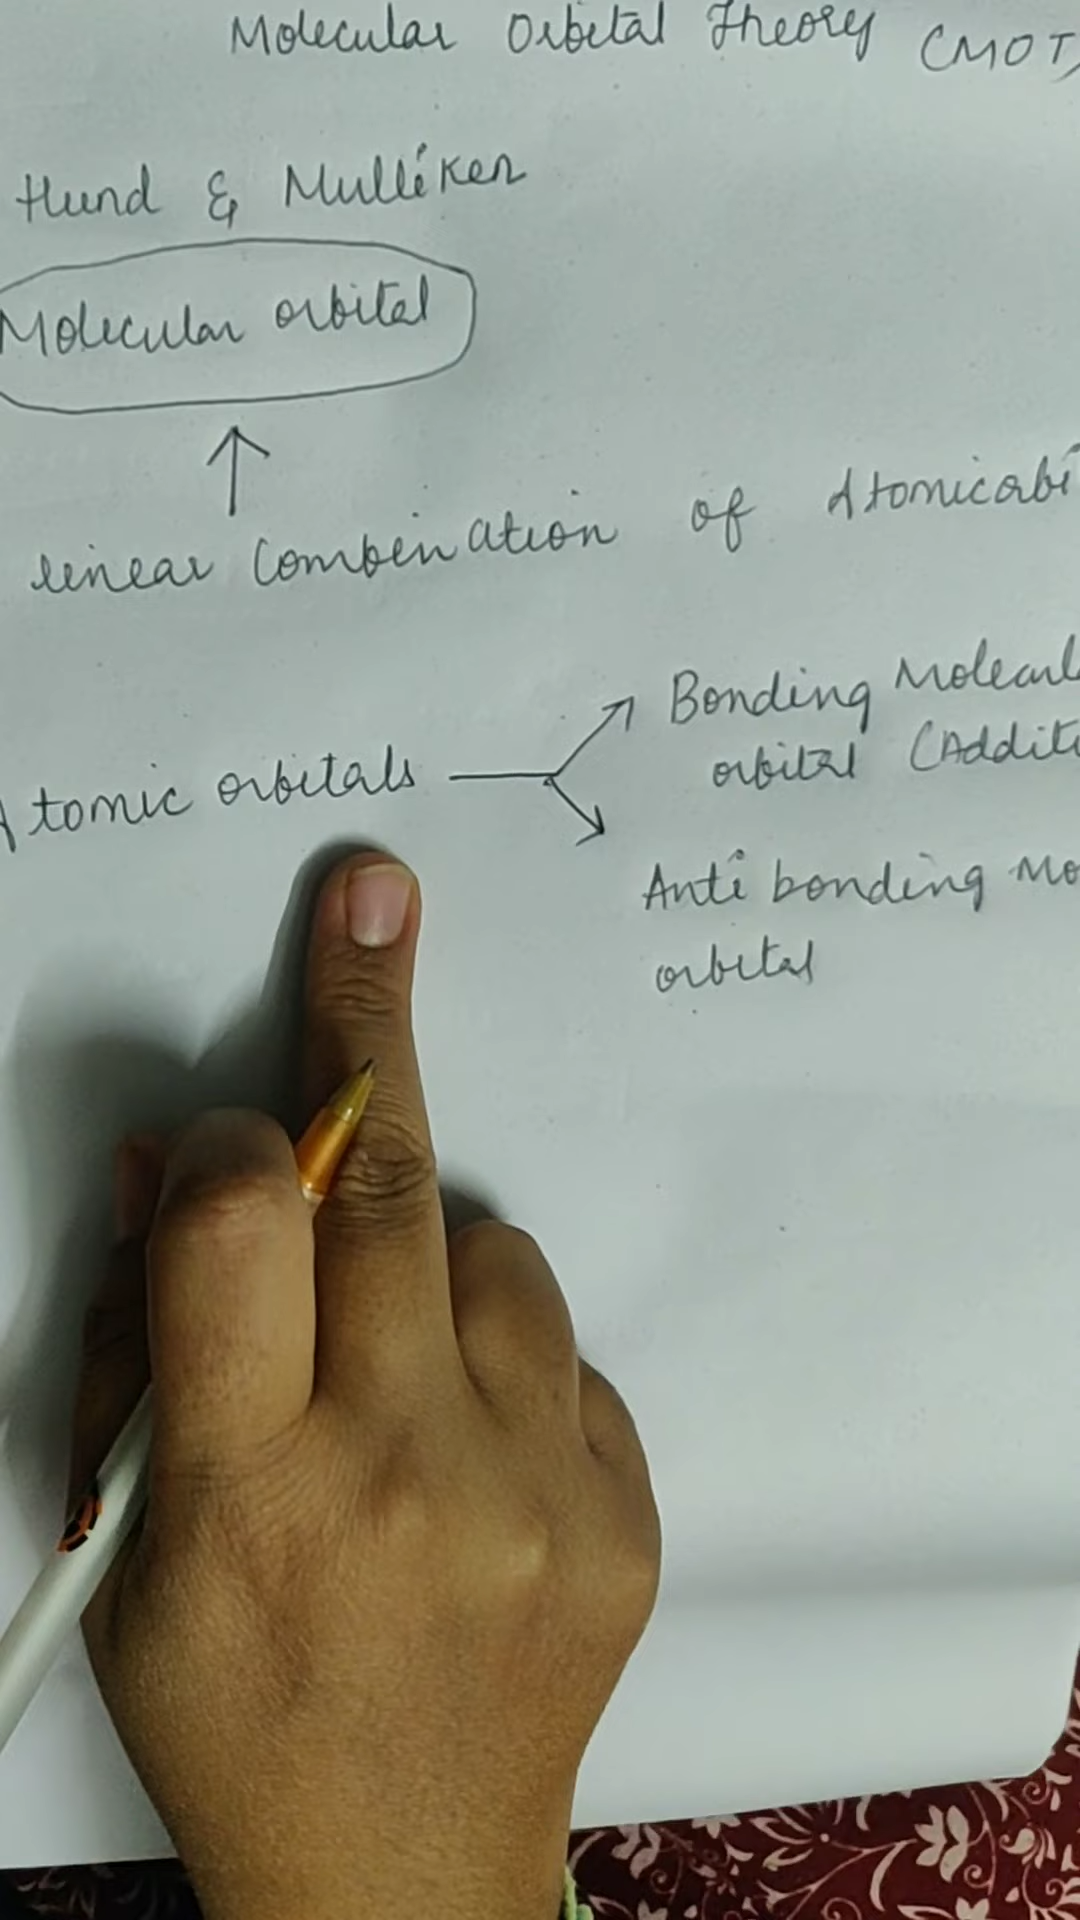 Molecular Orbital Theory (MOT)
Hund & Mulliken
Molecular orbital
linear Combination of Atomicorbi
Atomic orbitals
Bonding Molecul
orbital (Additi
Anti bonding Mo
orbital